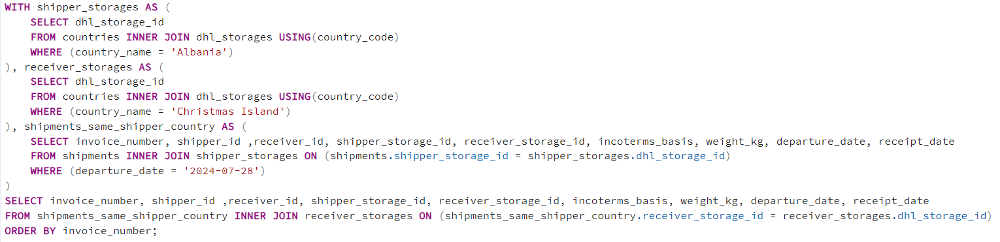 WITH shipper_storages AS (
    SELECT dhl_storage_id
    FROM countries INNER JOIN dhl_storages USING(country_code)
    WHERE (country_name = 'Albania')
), receiver_storages AS (
    SELECT dhl_storage_id
    FROM countries INNER JOIN dhl_storages USING(country_code)
    WHERE (country_name = 'Christmas Island')
), shipments_same_shipper_country AS (
    SELECT invoice_number, shipper_id ,receiver_id, shipper_storage_id, receiver_storage_id, incoterms_basis, weight_kg, departure_date, receipt_date
    FROM shipments INNER JOIN shipper_storages ON (shipments.shipper_storage_id = shipper_storages.dhl_storage_id)
    WHERE (departure_date = '2024-07-28')
)
SELECT invoice_number, shipper_id ,receiver_id, shipper_storage_id, receiver_storage_id, incoterms_basis, weight_kg, departure_date, receipt_date
FROM shipments_same_shipper_country INNER JOIN receiver_storages ON (shipments_same_shipper_country.receiver_storage_id = receiver_storages.dhl_storage_id)
ORDER BY invoice_number;